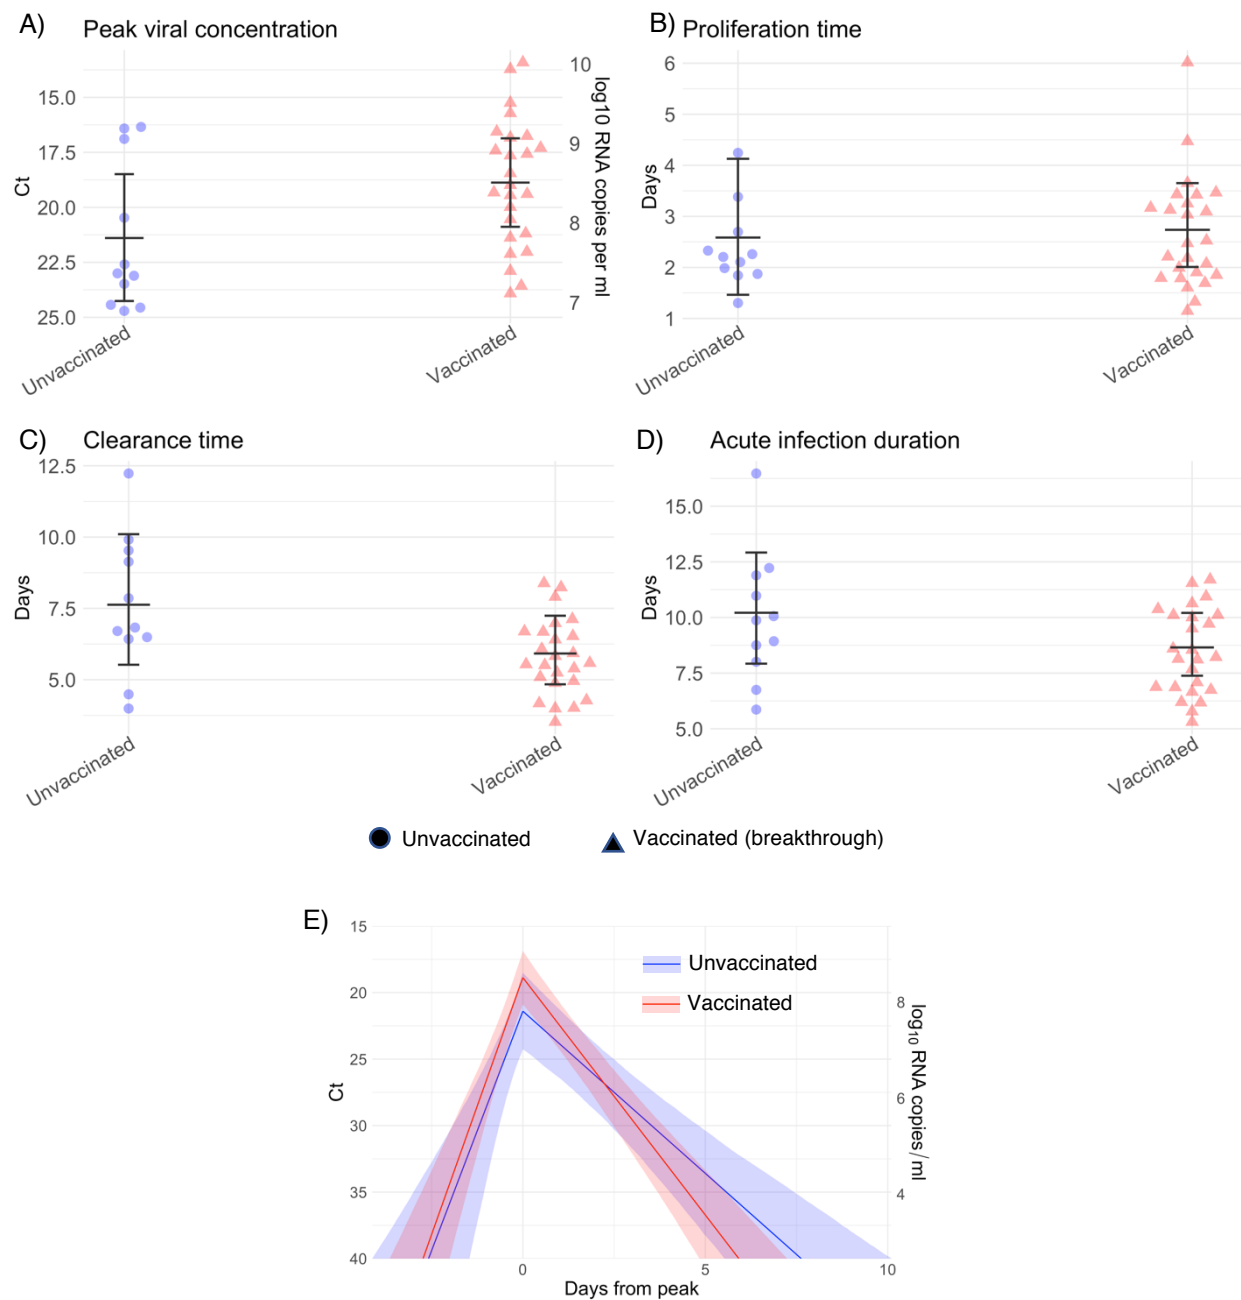 A) Peak viral concentration
15.0
17.5
20.0
22.5
25.0
Ct
10
9
8
7
log10 RNA copies per ml
Unvaccinated
Vaccinated
B) Proliferation time
6
5
4
3
2
1
Days
Unvaccinated
Vaccinated
C) Clearance time
12.5
10.0
7.5
5.0
Days
Unvaccinated
Vaccinated
D) Acute infection duration
15.0
12.5
10.0
7.5
5.0
Days
Unvaccinated
Vaccinated
Unvaccinated
Vaccinated (breakthrough)
E)
15
20
25
30
35
40
Ct
Unvaccinated
Vaccinated
8
6
4
log10 RNA copies/ml
0
5
10
Days from peak